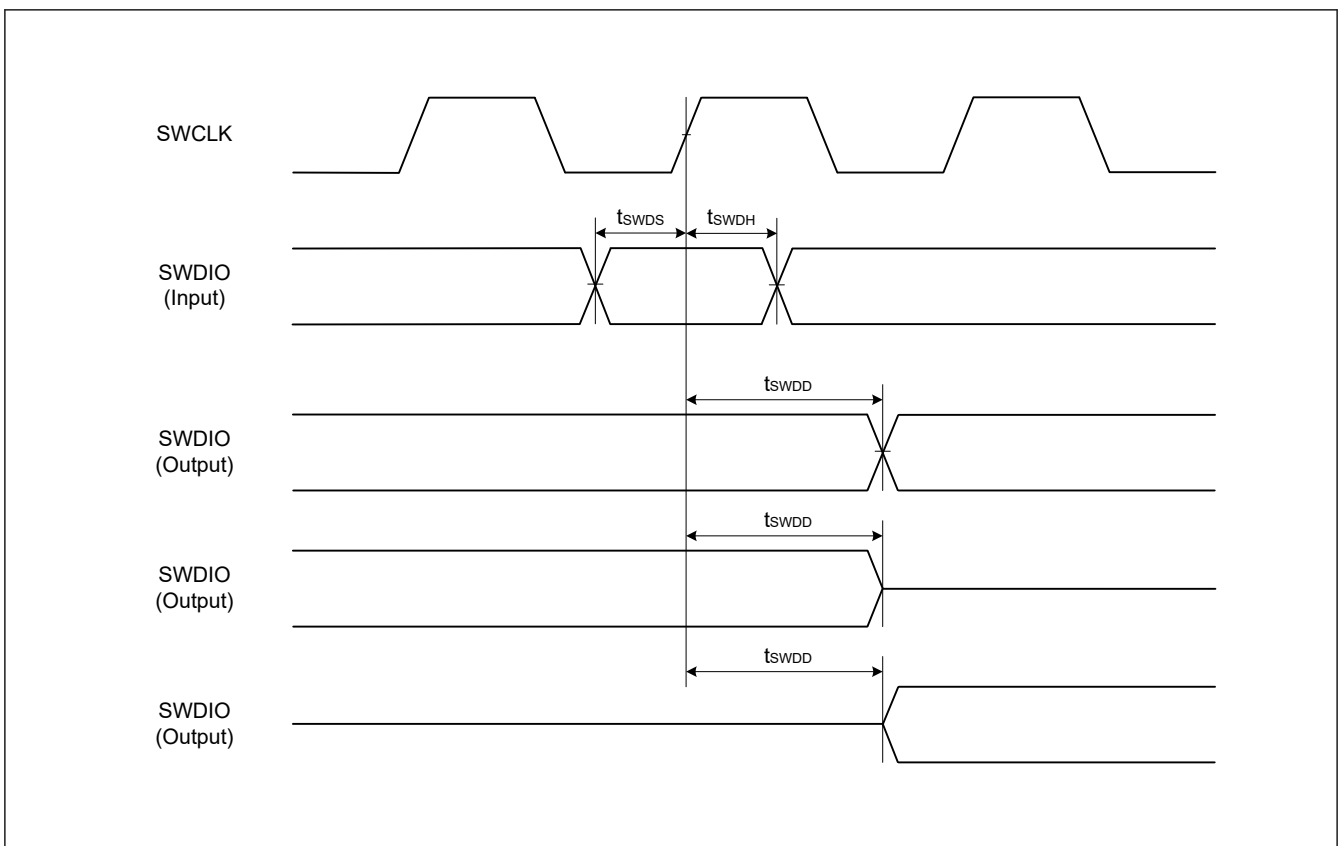 SWCLK
tSWDS
tSWDH
SWDIO
(Input)
tSWDD
SWDIO
(Output)
tSWDD
SWDIO
(Output)
tSWDD
SWDIO
(Output)